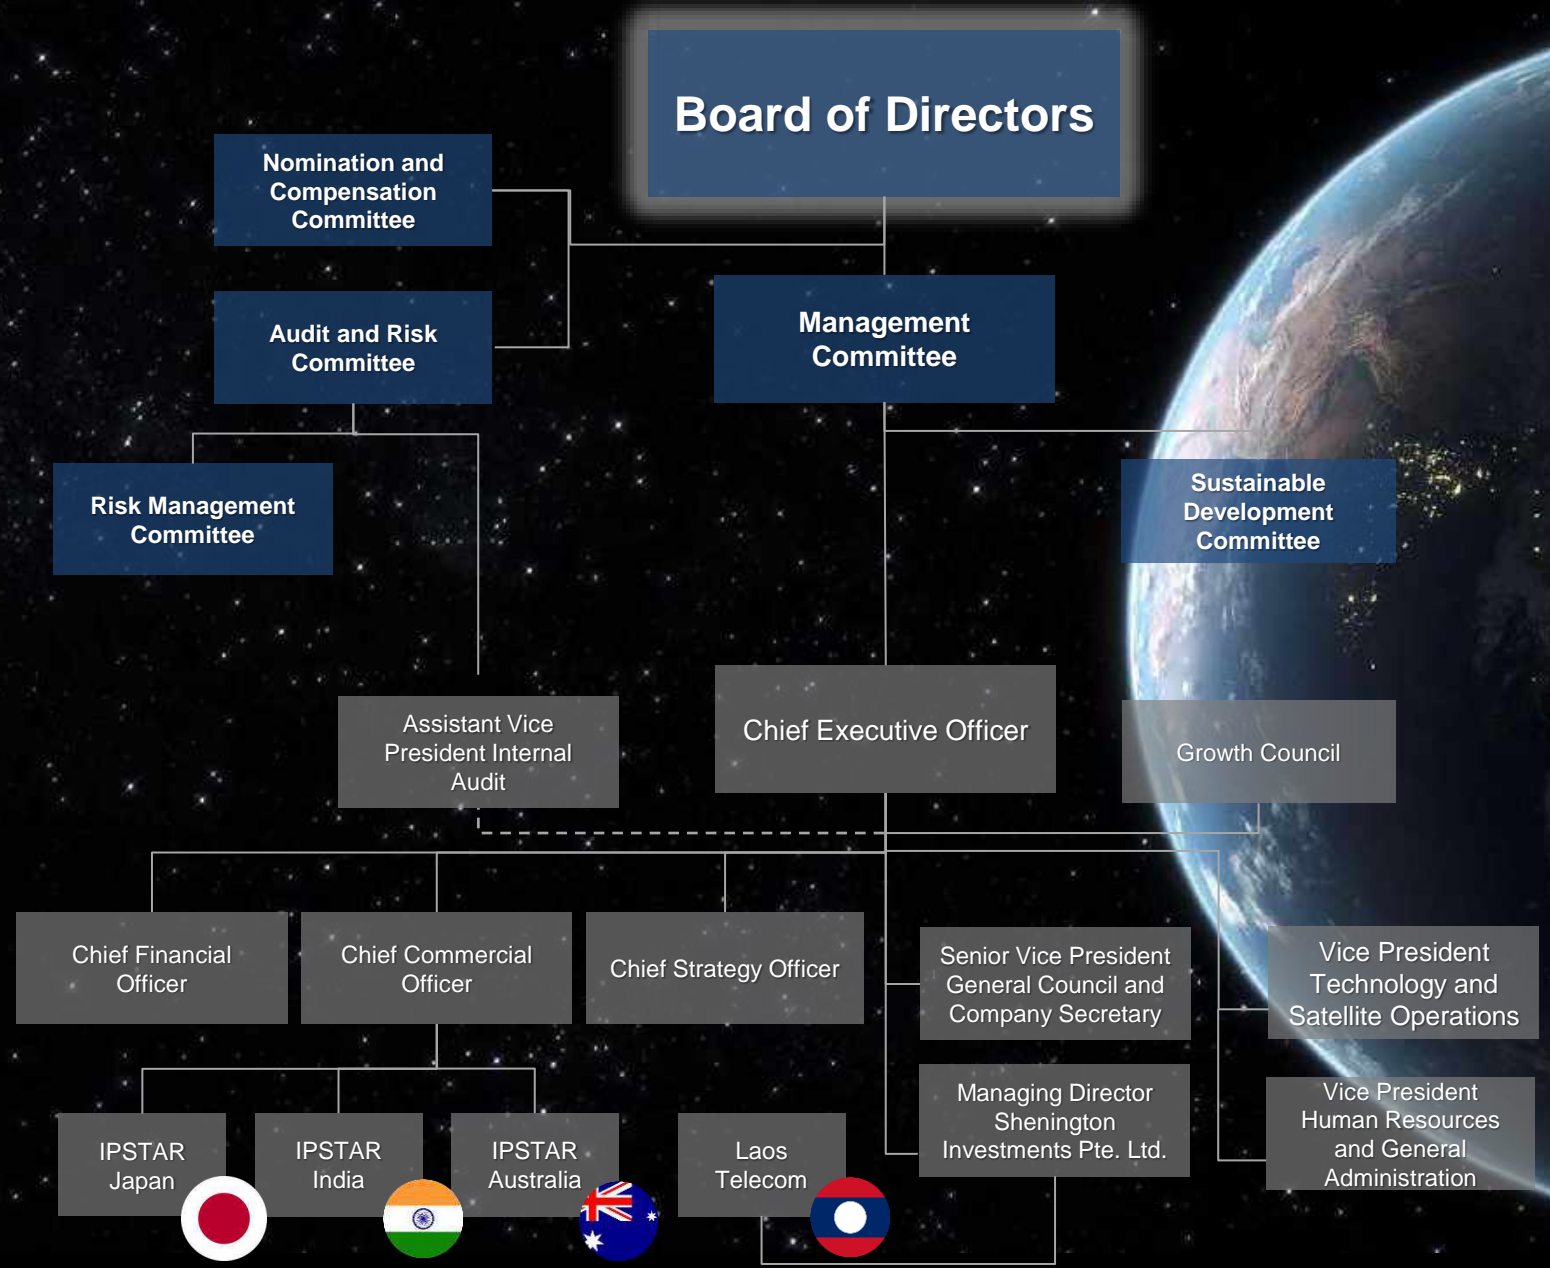 Board of Directors
Nomination and
Compensation
Committee
Audit and Risk
Committee
Management
Committee
Risk Management
Committee
Sustainable
Development
Committee
Assistant Vice
President Internal
Audit
Chief Executive Officer
Growth Council
Chief Financial
Officer
Chief Commercial
Officer
Chief Strategy Officer
Senior Vice President
General Council and
Company Secretary
Vice President
Technology and
Satellite Operations
Managing Director
Shenington
Investments Pte. Ltd.
Vice President
Human Resources
and General
Administration
IPSTAR
Japan
IPSTAR
India
IPSTAR
Australia
Laos
Telecom